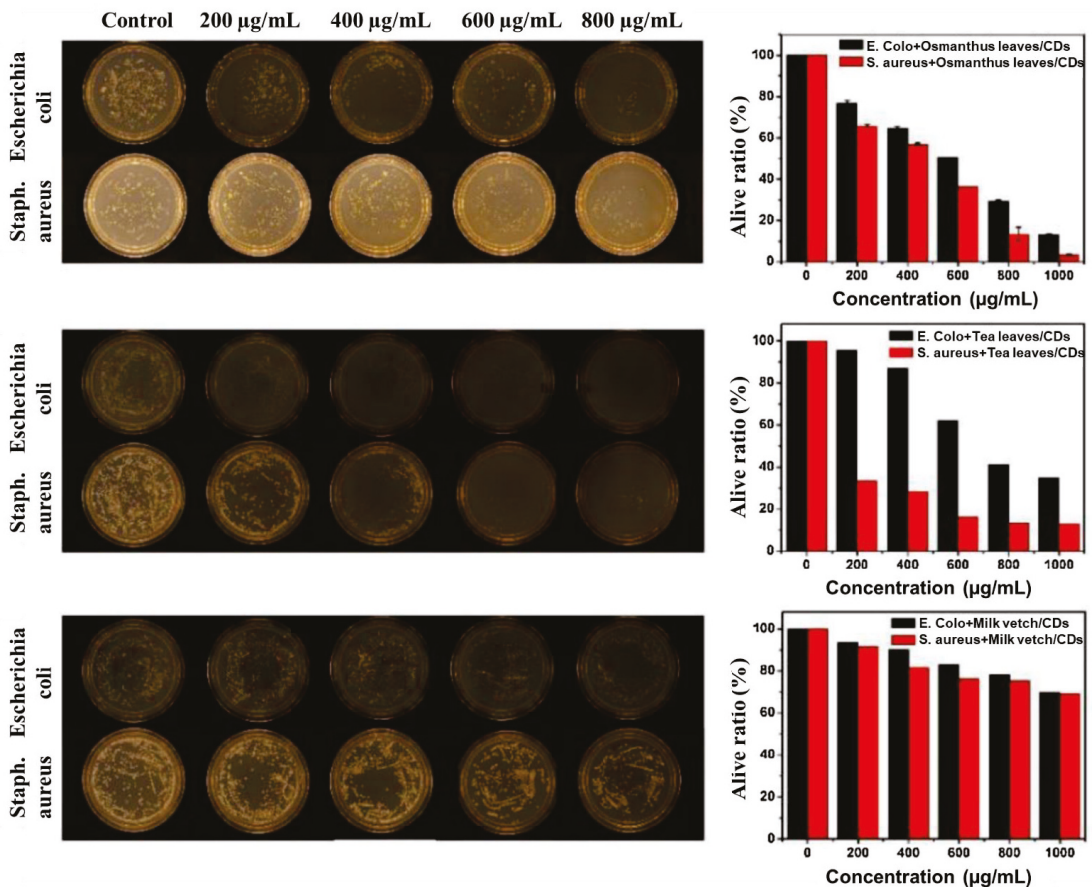 Control 200 µg/mL 400 µg/mL 600 µg/mL 800 µg/mL
Escherichia
coli
Staph.
aureus
Alive ratio (%)
100
80
60
40
20
0
E. Colo+Osmanthus leaves/CDs
S. aureus+Osmanthus leaves/CDs
0 200 400 600 800 1000
Concentration (µg/mL)
Escherichia
coli
Staph.
aureus
Alive ratio (%)
100
80
60
40
20
0
E. Colo+Tea leaves/CDs
S. aureus+Tea leaves/CDs
0 200 400 600 800 1000
Concentration (µg/mL)
Escherichia
coli
Staph.
aureus
Alive ratio (%)
100
80
60
40
20
0
E. Colo+Milk vetch/CDs
S. aureus+Milk vetch/CDs
0 200 400 600 800 1000
Concentration (µg/mL)